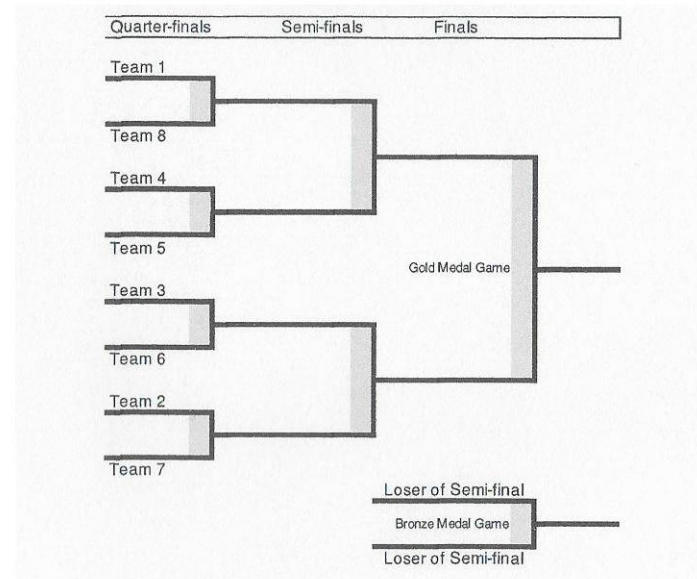 Quarter-finals Semi-finals Finals
Team 1
Team 8
Team 4
Team 5
Gold Medal Game
Team 3
Team 6
Team 2
Team 7
Loser of Semi-final
Bronze Medal Game
Loser of Semi-final